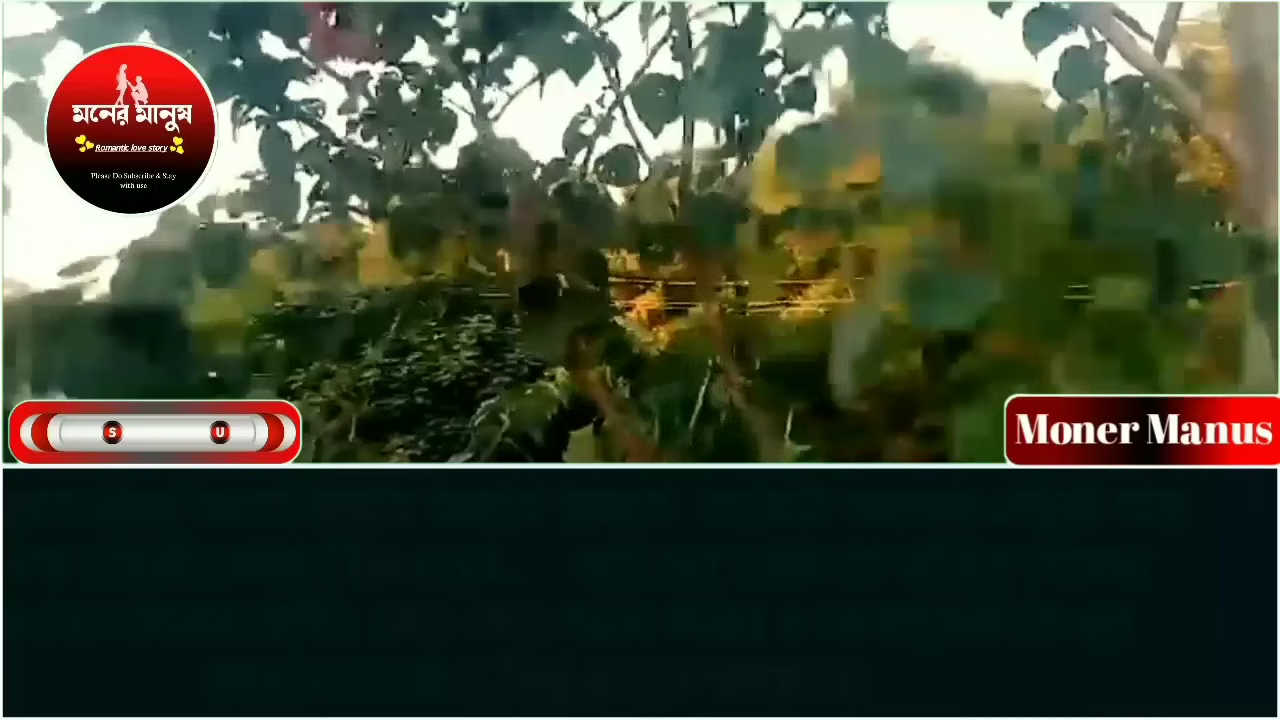 মনের মানুষ
Romantic love story
Please Do Subscribe & Stay
with use
S U
Moner Manus